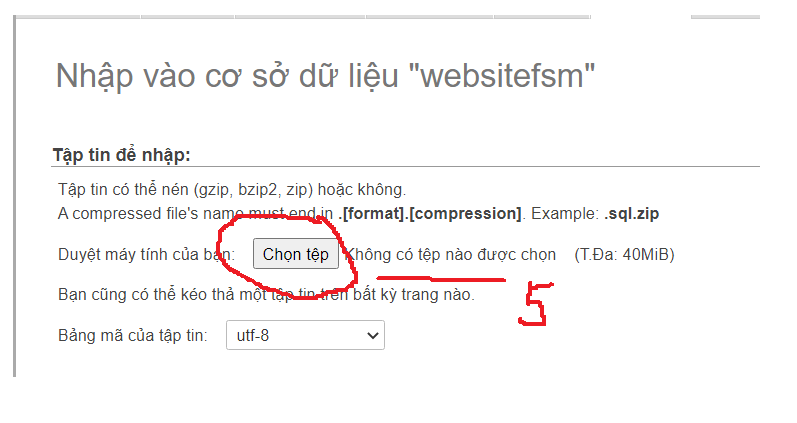 Nhập vào cơ sở dữ liệu "websitefsm"
Tập tin để nhập:
Tập tin có thể nén (gzip, bzip2, zip) hoặc không.
A compressed file's name must end in .[format].[compression]. Example: .sql.zip
Duyệt máy tính của bạn: Chọn tệp Không có tệp nào được chọn (T.Đa: 40MiB)
Bạn cũng có thể kéo thả một tập tin trên bất kỳ trang nào.
5
Bảng mã của tập tin: utf-8